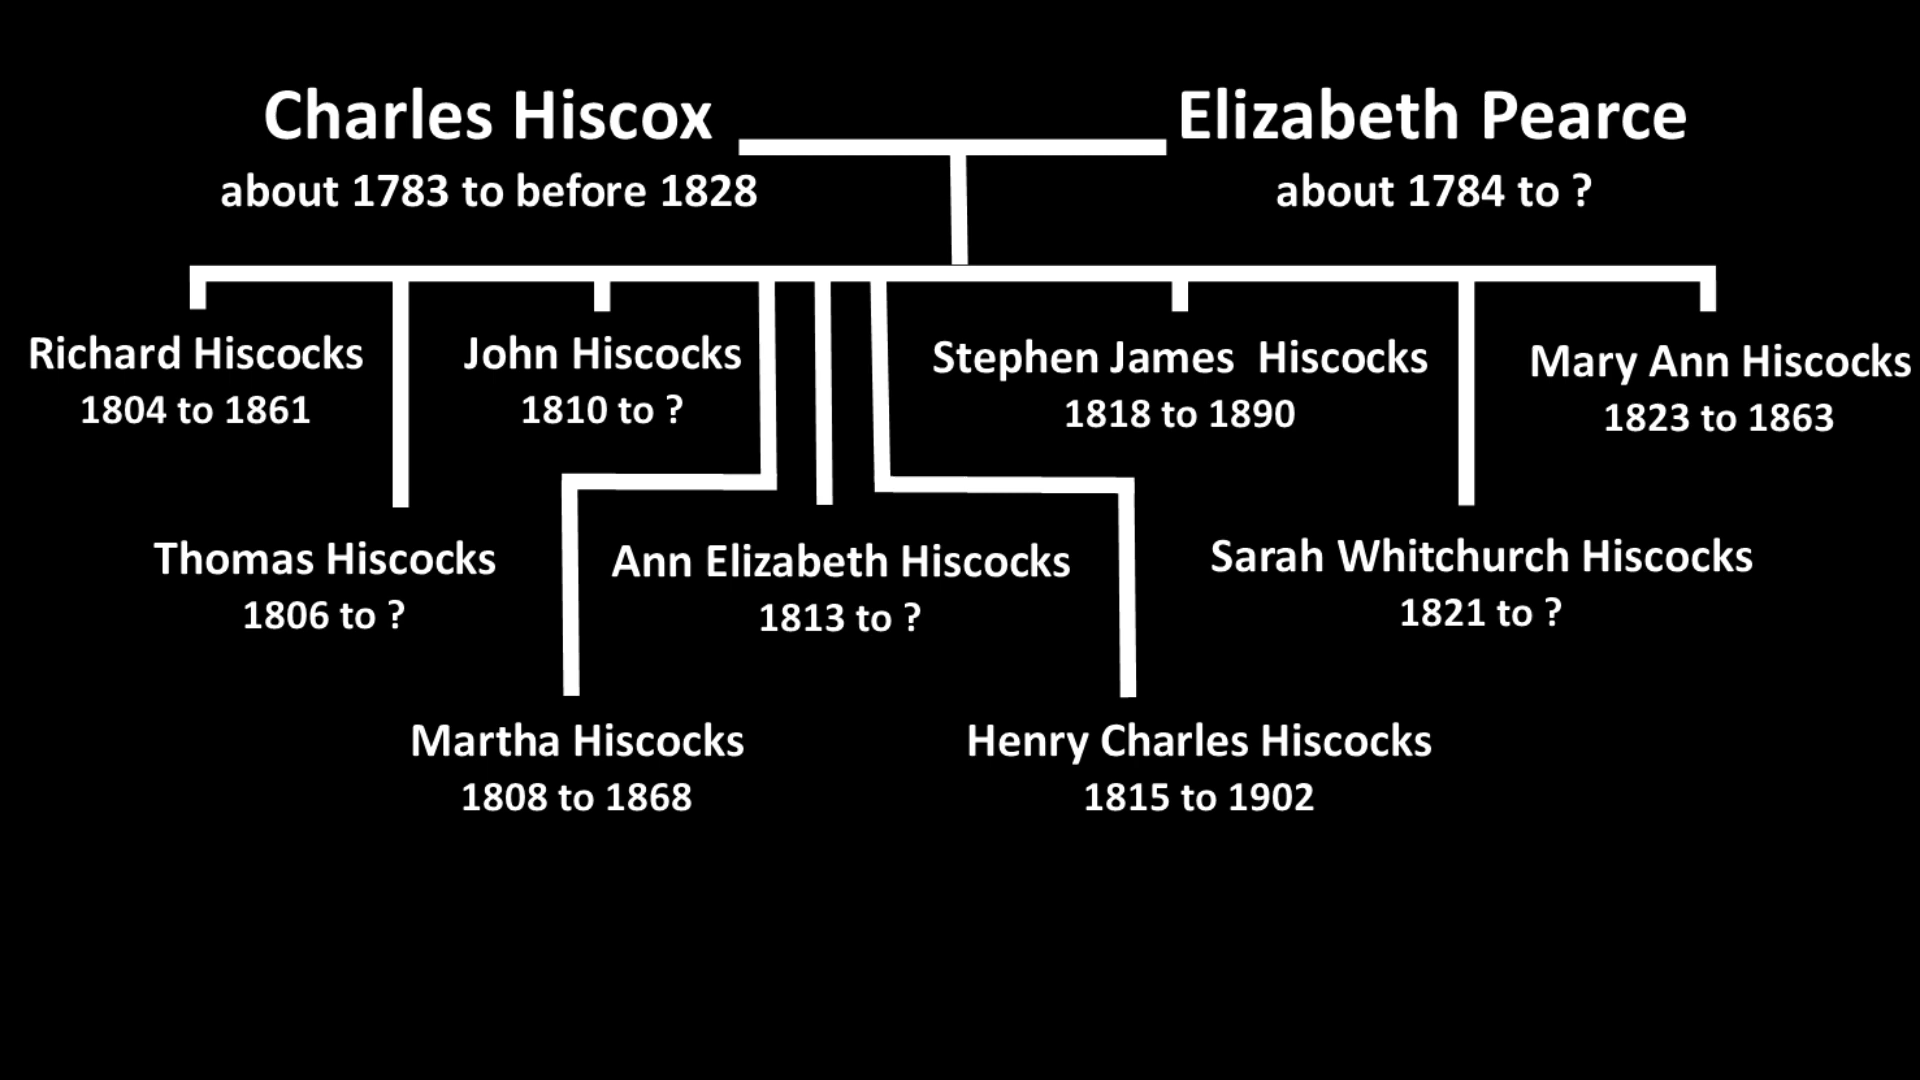 Charles Hiscox
about 1783 to before 1828
Elizabeth Pearce
about 1784 to ?
Richard Hiscocks
1804 to 1861
John Hiscocks
1810 to ?
Stephen James  Hiscocks
1818 to 1890
Mary Ann Hiscocks
1823 to 1863
Thomas Hiscocks
1806 to ?
Ann Elizabeth Hiscocks
1813 to ?
Sarah Whitchurch Hiscocks
1821 to ?
Martha Hiscocks
1808 to 1868
Henry Charles Hiscocks
1815 to 1902